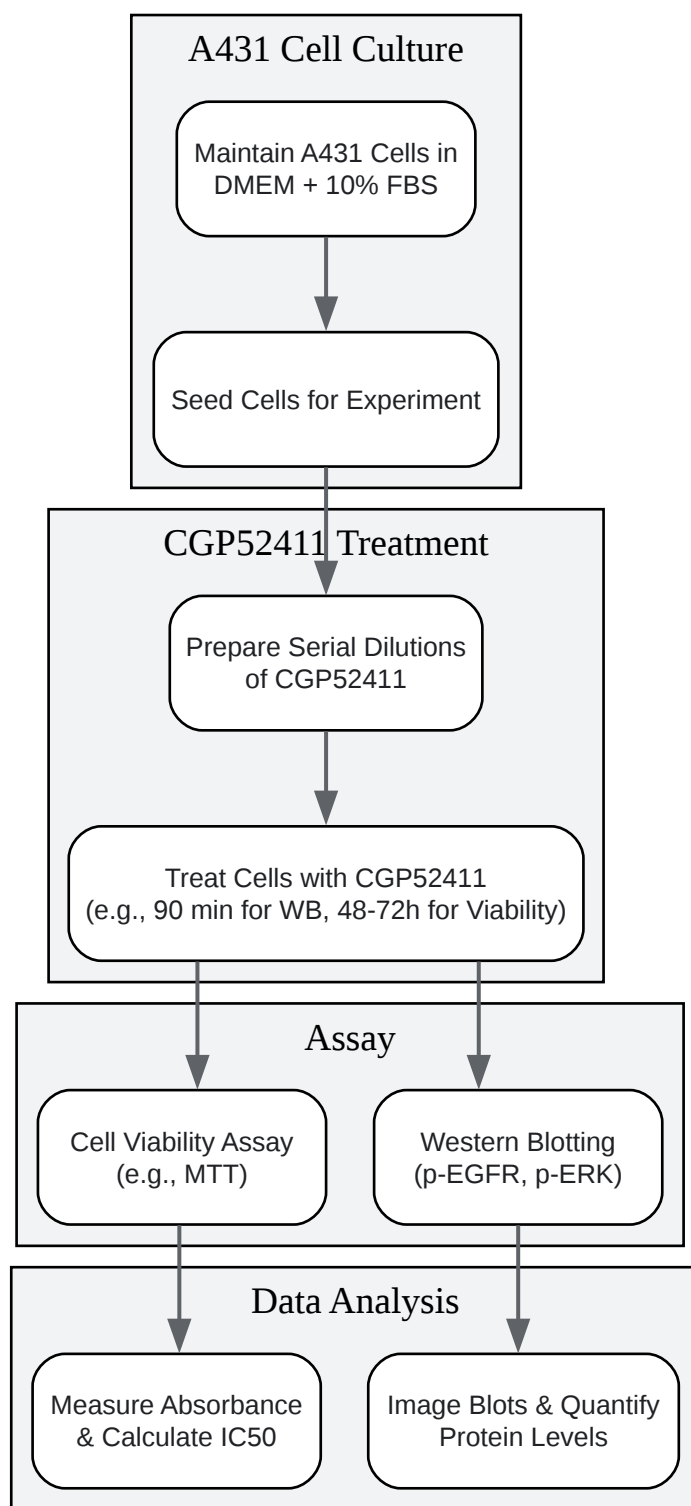 A431 Cell Culture
Maintain A431 Cells in
DMEM + 10% FBS
Seed Cells for Experiment
CGP52411 Treatment
Prepare Serial Dilutions
of CGP52411
Treat Cells with CGP52411
(e.g., 90 min for WB, 48-72h for Viability)
Assay
Cell Viability Assay
(e.g., MTT)
Western Blotting
(p-EGFR, p-ERK)
Data Analysis
Measure Absorbance
& Calculate IC50
Image Blots & Quantify
Protein Levels